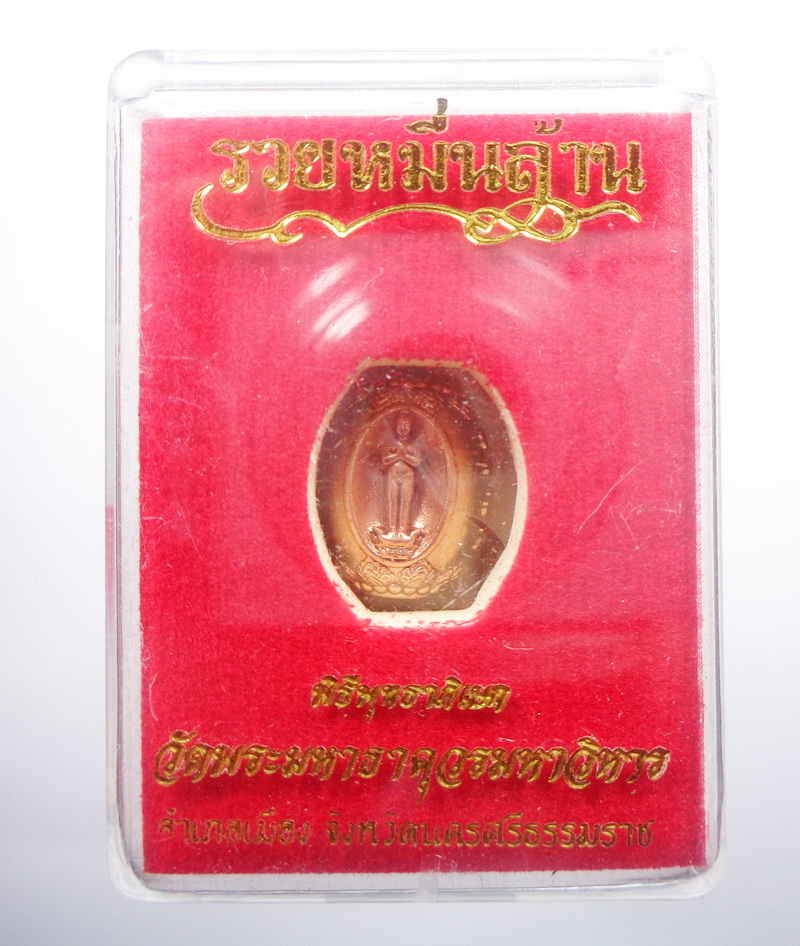 รวยหมื่นล้าน
พิธีพุทธาภิเษก
วัดพระมหาธาตุวรมหาวิหาร
อำเภอเมือง จังหวัดนครศรีธรรมราช